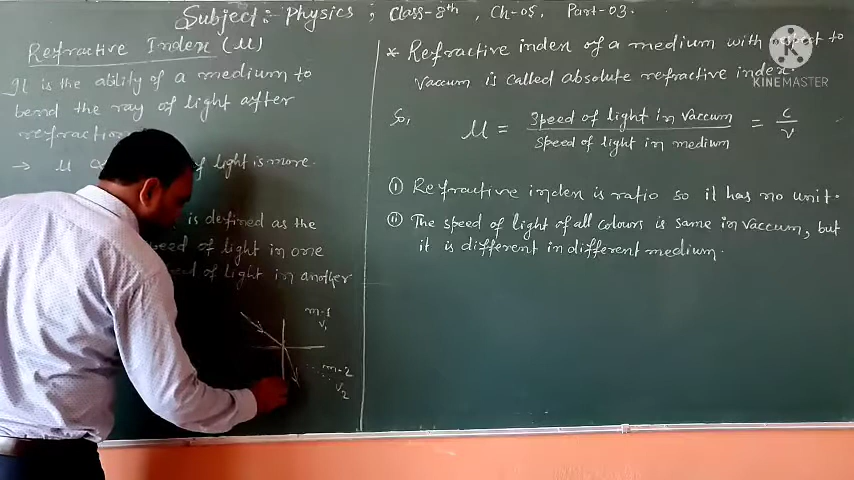 Subject:- Physics ; Class-8th , Ch-05, Part-03.
Refractive Index (μ)
It is the ability of a medium to
bend the ray of light after
refraction
→ μ of light is more.
is defined as the
speed of light in one
of light in another
m-1
v₁
m-2
v₂
* Refractive index of a medium with respect to
vaccum is called absolute refractive index.
So,
μ = Speed of light in vaccum / Speed of light in medium = c / v
(i) Refractive index is ratio so it has no unit.
(ii) The speed of light of all colours is same in vaccum, but
it is different in different medium.
MADE WITH
KINEMASTER